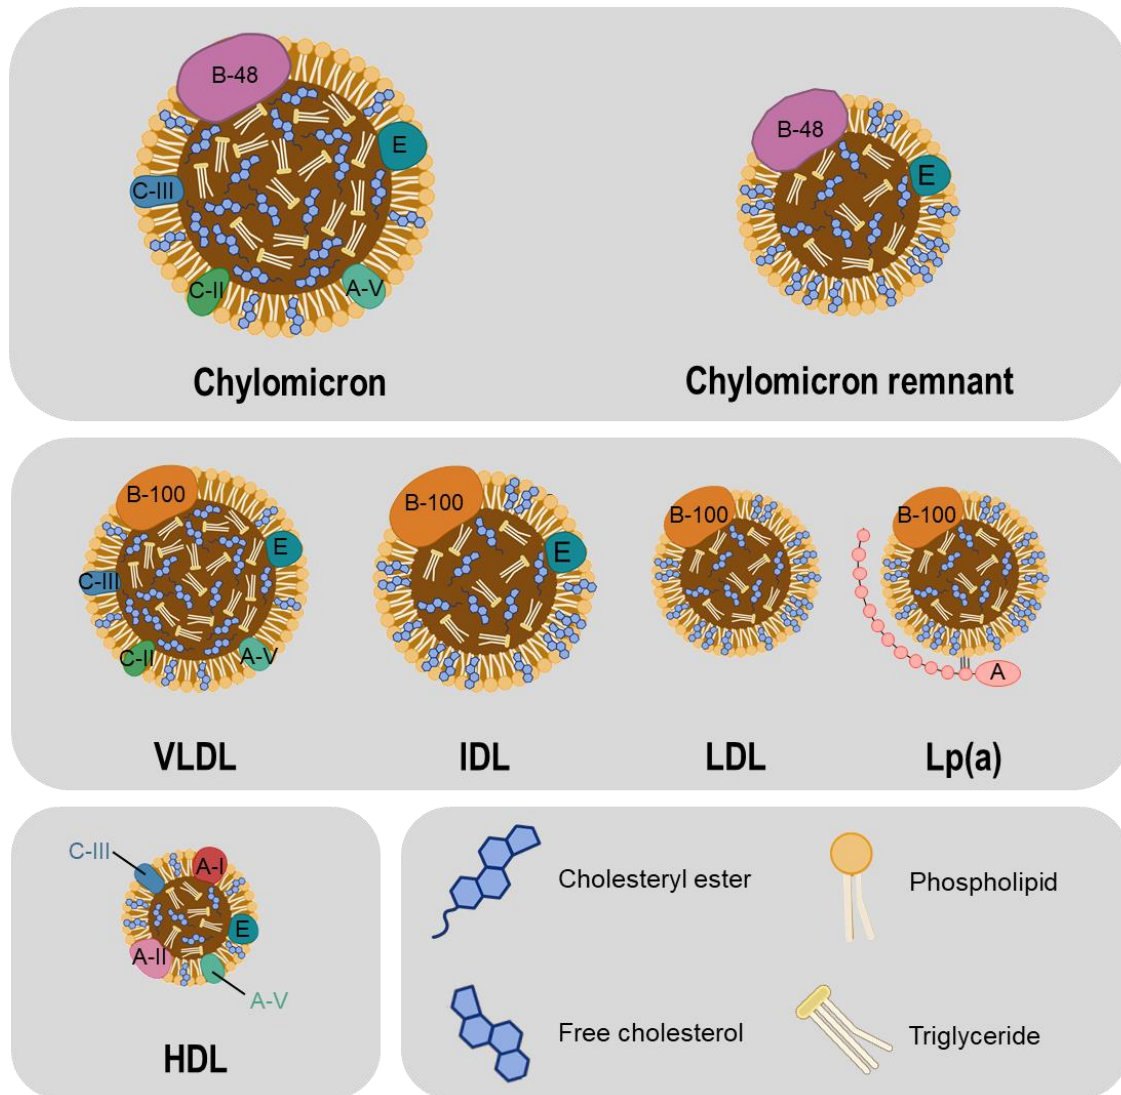 B-48
E
C-III
C-II
A-V
Chylomicron
B-48
E
Chylomicron remnant
B-100
E
C-III
C-II
A-V
VLDL
B-100
E
IDL
B-100
LDL
B-100
A
Lp(a)
C-III
A-I
E
A-II
A-V
HDL
Cholesteryl ester
Phospholipid
Free cholesterol
Triglyceride